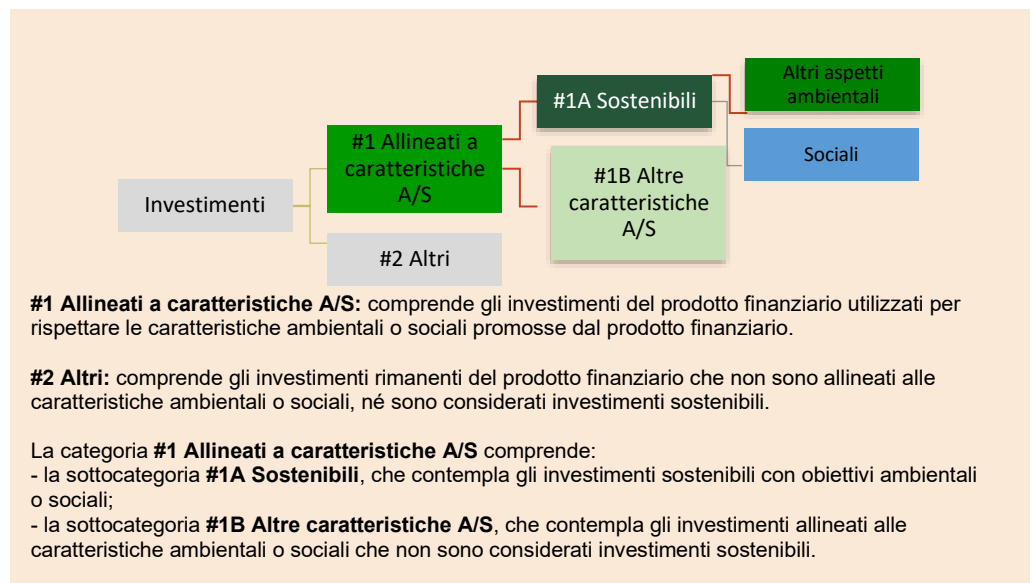 Altri aspetti
ambientali
#1A Sostenibili
#1 Allineati a
caratteristiche
A/S
Sociali
#1B Altre
caratteristiche
A/S
Investimenti
#2 Altri
#1 Allineati a caratteristiche A/S: comprende gli investimenti del prodotto finanziario utilizzati per
rispettare le caratteristiche ambientali o sociali promosse dal prodotto finanziario.
#2 Altri: comprende gli investimenti rimanenti del prodotto finanziario che non sono allineati alle
caratteristiche ambientali o sociali, né sono considerati investimenti sostenibili.
La categoria #1 Allineati a caratteristiche A/S comprende:
- la sottocategoria #1A Sostenibili, che contempla gli investimenti sostenibili con obiettivi ambientali
o sociali;
- la sottocategoria #1B Altre caratteristiche A/S, che contempla gli investimenti allineati alle
caratteristiche ambientali o sociali che non sono considerati investimenti sostenibili.